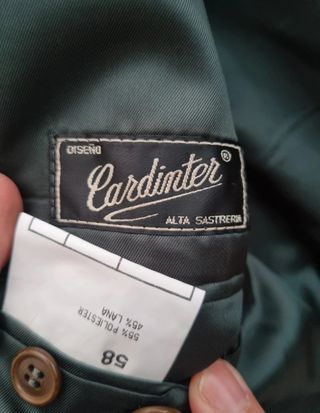 DISEÑO
Cardinter®
ALTA SASTRERIA
58
55% POLIESTER
45% LANA